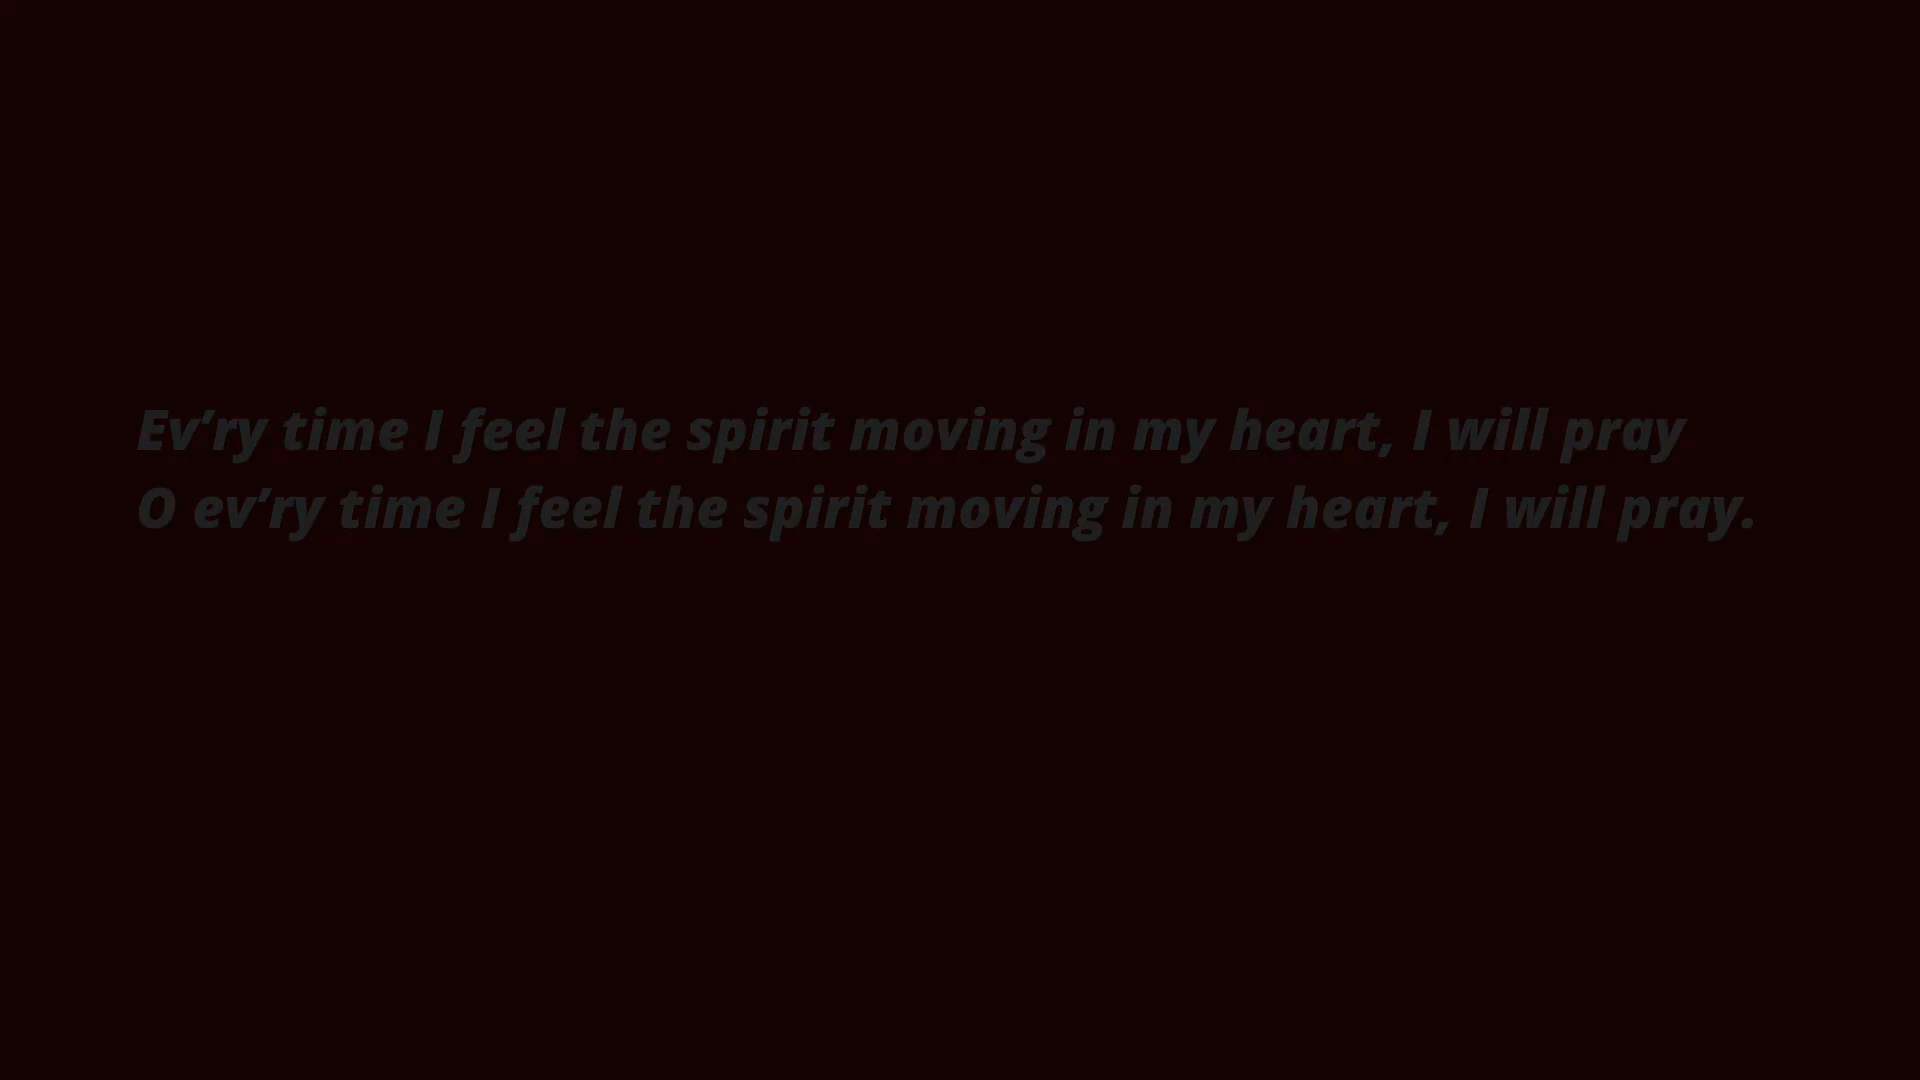 Ev’ry time I feel the spirit moving in my heart, I will pray
O ev’ry time I feel the spirit moving in my heart, I will pray.